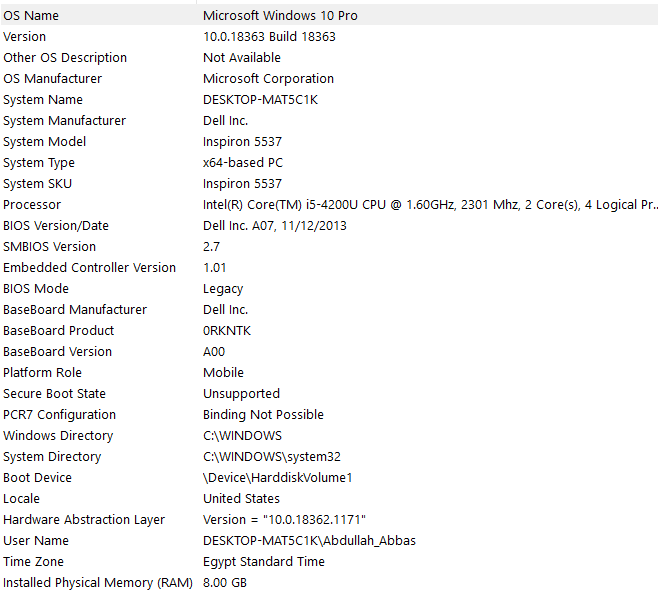 OS Name Microsoft Windows 10 Pro
Version 10.0.18363 Build 18363
Other OS Description Not Available
OS Manufacturer Microsoft Corporation
System Name DESKTOP-MAT5C1K
System Manufacturer Dell Inc.
System Model Inspiron 5537
System Type x64-based PC
System SKU Inspiron 5537
Processor Intel(R) Core(TM) i5-4200U CPU @ 1.60GHz, 2301 Mhz, 2 Core(s), 4 Logical Pr...
BIOS Version/Date Dell Inc. A07, 11/12/2013
SMBIOS Version 2.7
Embedded Controller Version 1.01
BIOS Mode Legacy
BaseBoard Manufacturer Dell Inc.
BaseBoard Product 0RKNTK
BaseBoard Version A00
Platform Role Mobile
Secure Boot State Unsupported
PCR7 Configuration Binding Not Possible
Windows Directory C:\WINDOWS
System Directory C:\WINDOWS\system32
Boot Device \Device\HarddiskVolume1
Locale United States
Hardware Abstraction Layer Version = "10.0.18362.1171"
User Name DESKTOP-MAT5C1K\Abdullah_Abbas
Time Zone Egypt Standard Time
Installed Physical Memory (RAM) 8.00 GB